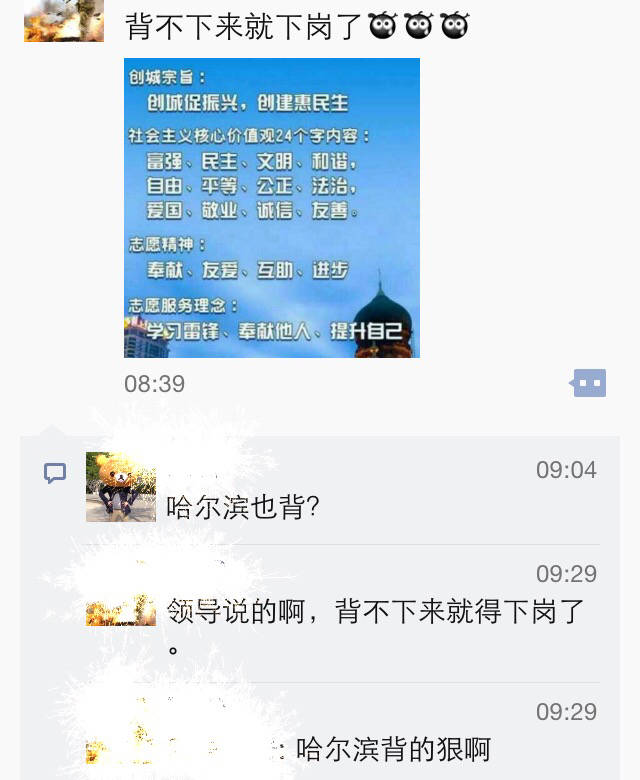 背不下来就下岗了
创城宗旨：
创城促振兴，创建惠民生
社会主义核心价值观24个字内容：
富强、民主、文明、和谐，
自由、平等、公正、法治，
爱国、敬业、诚信、友善。
志愿精神：
奉献、友爱、互助、进步
志愿服务理念：
学习雷锋、奉献他人、提升自己
08:39
09:04
哈尔滨也背？
09:29
领导说的啊，背不下来就得下岗了
。
09:29
：哈尔滨背的狠啊